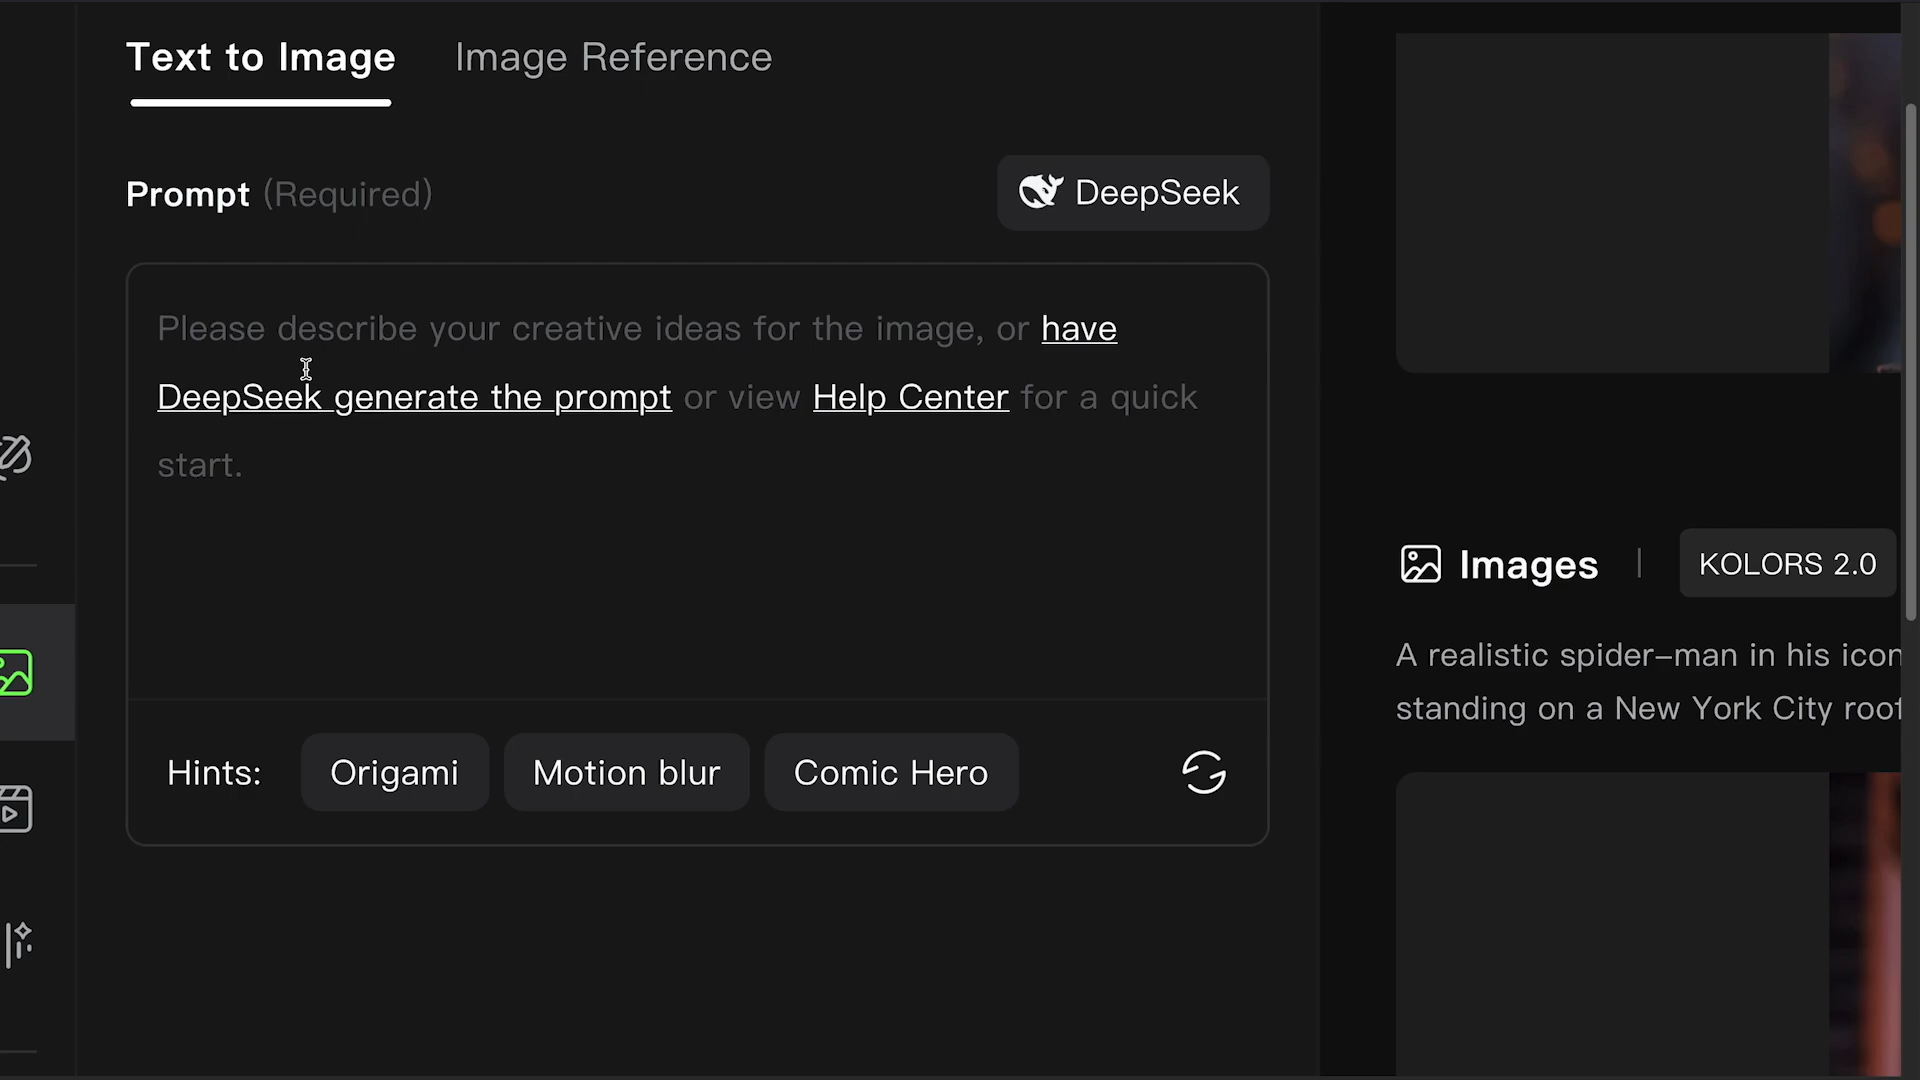 Text to Image
Image Reference
Prompt (Required)
DeepSeek
Please describe your creative ideas for the image, or have
DeepSeek generate the prompt or view Help Center for a quick
start.
Hints:
Origami
Motion blur
Comic Hero
Images
KOLORS 2.0
A realistic spider-man in his
standing on a New York City